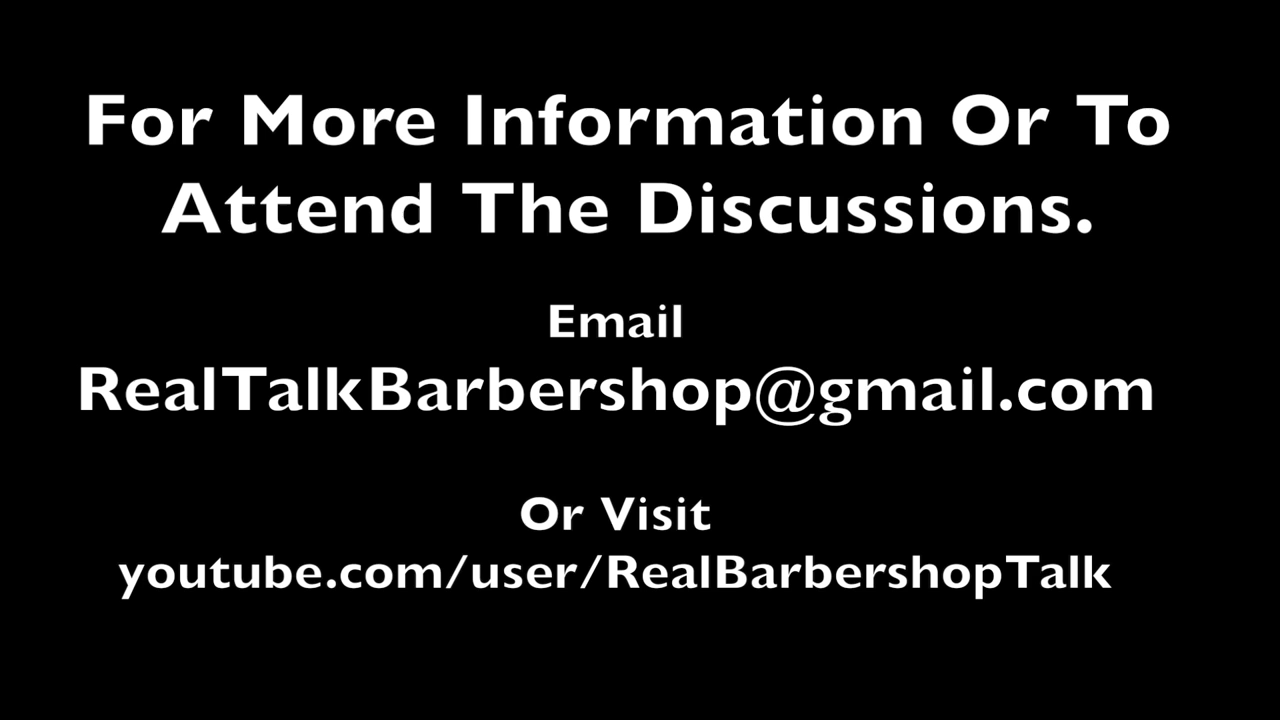 For More Information Or To
Attend The Discussions.
Email
RealTalkBarbershop@gmail.com
Or Visit
youtube.com/user/RealBarbershopTalk